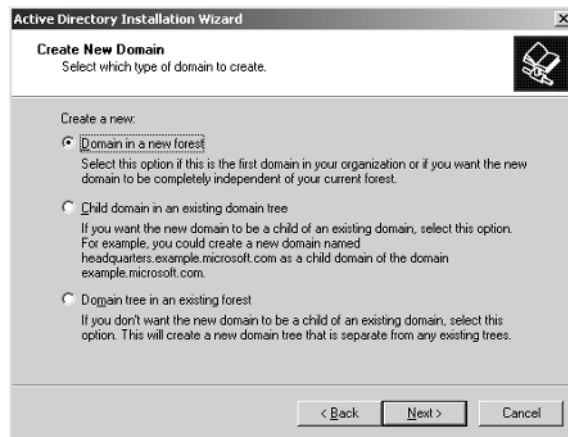 Active Directory Installation Wizard
Create New Domain
Select which type of domain to create.
Create a new:
Domain in a new forest
Select this option if this is the first domain in your organization or if you want the new
domain to be completely independent of your current forest.
Child domain in an existing domain tree
If you want the new domain to be a child of an existing domain, select this option.
For example, you could create a new domain named
headquarters.example.microsoft.com as a child domain of the domain
example.microsoft.com.
Domain tree in an existing forest
If you don't want the new domain to be a child of an existing domain, select this
option. This will create a new domain tree that is separate from any existing trees.
< Back Next > Cancel